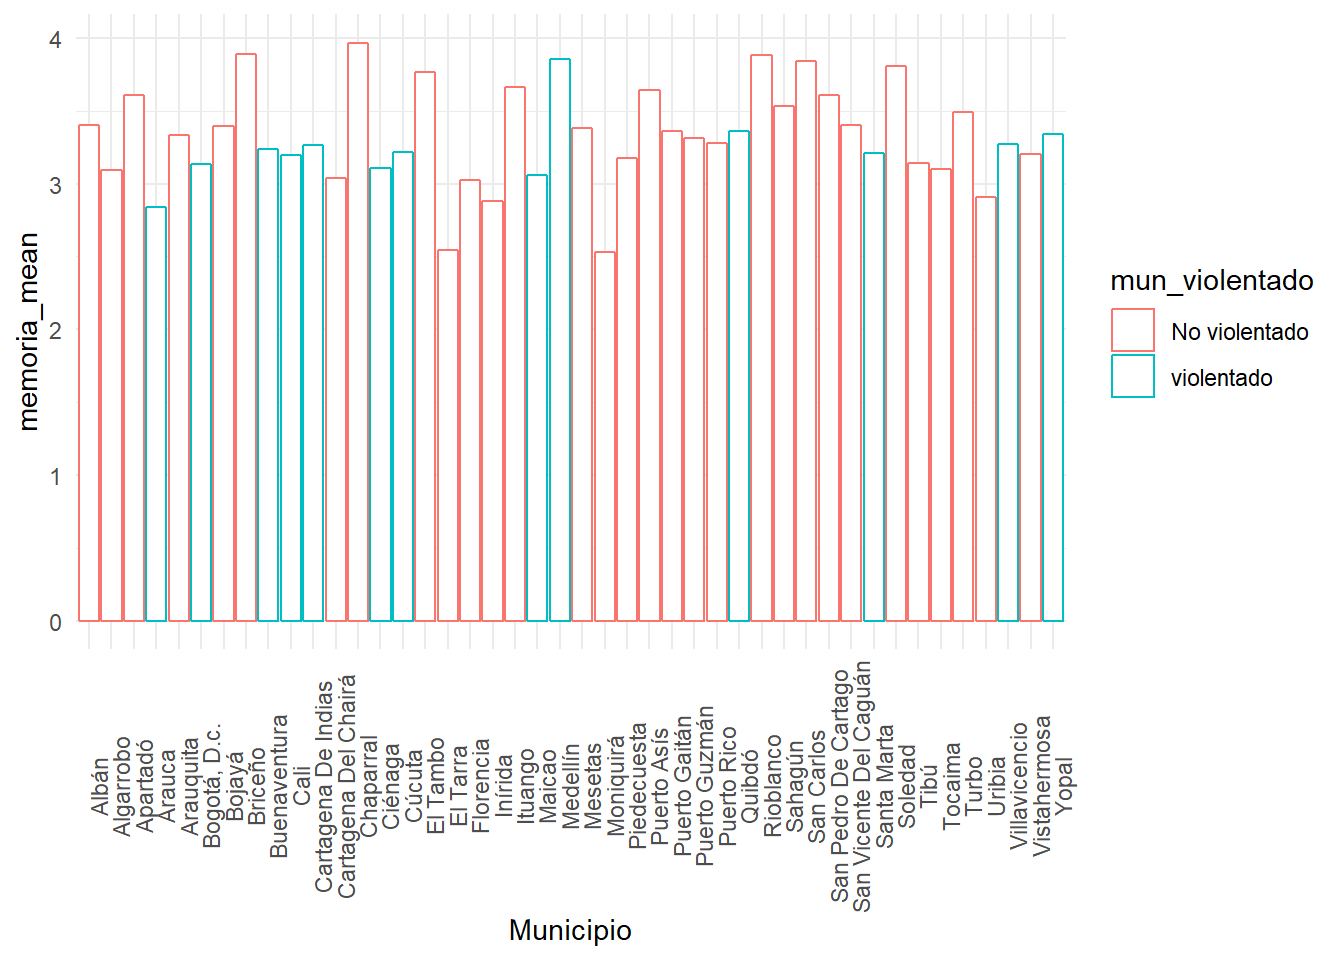 4
3
2
1
0
memoria_mean
Albán
Algarrobo
Apartadó
Arauca
Arauquita
Bogotá, D.c.
Bojayá
Briceño
Buenaventura
Cali
Cartagena De Indias
Cartagena Del Chairá
Chaparral
Ciénaga
Cúcuta
El Tambo
El Tarra
Florencia
Inírida
Ituango
Maicao
Medellín
Mesetas
Moniquirá
Piedecuesta
Puerto Asís
Puerto Gaitán
Puerto Guzmán
Puerto Rico
Quibdó
Rioblanco
Sahagún
San Carlos
San Pedro De Cartago
San Vicente Del Caguán
Santa Marta
Soledad
Tibú
Tocaima
Turbo
Uribia
Villavicencio
Vistahermosa
Yopal
Municipio
mun_violentado
No violentado
violentado